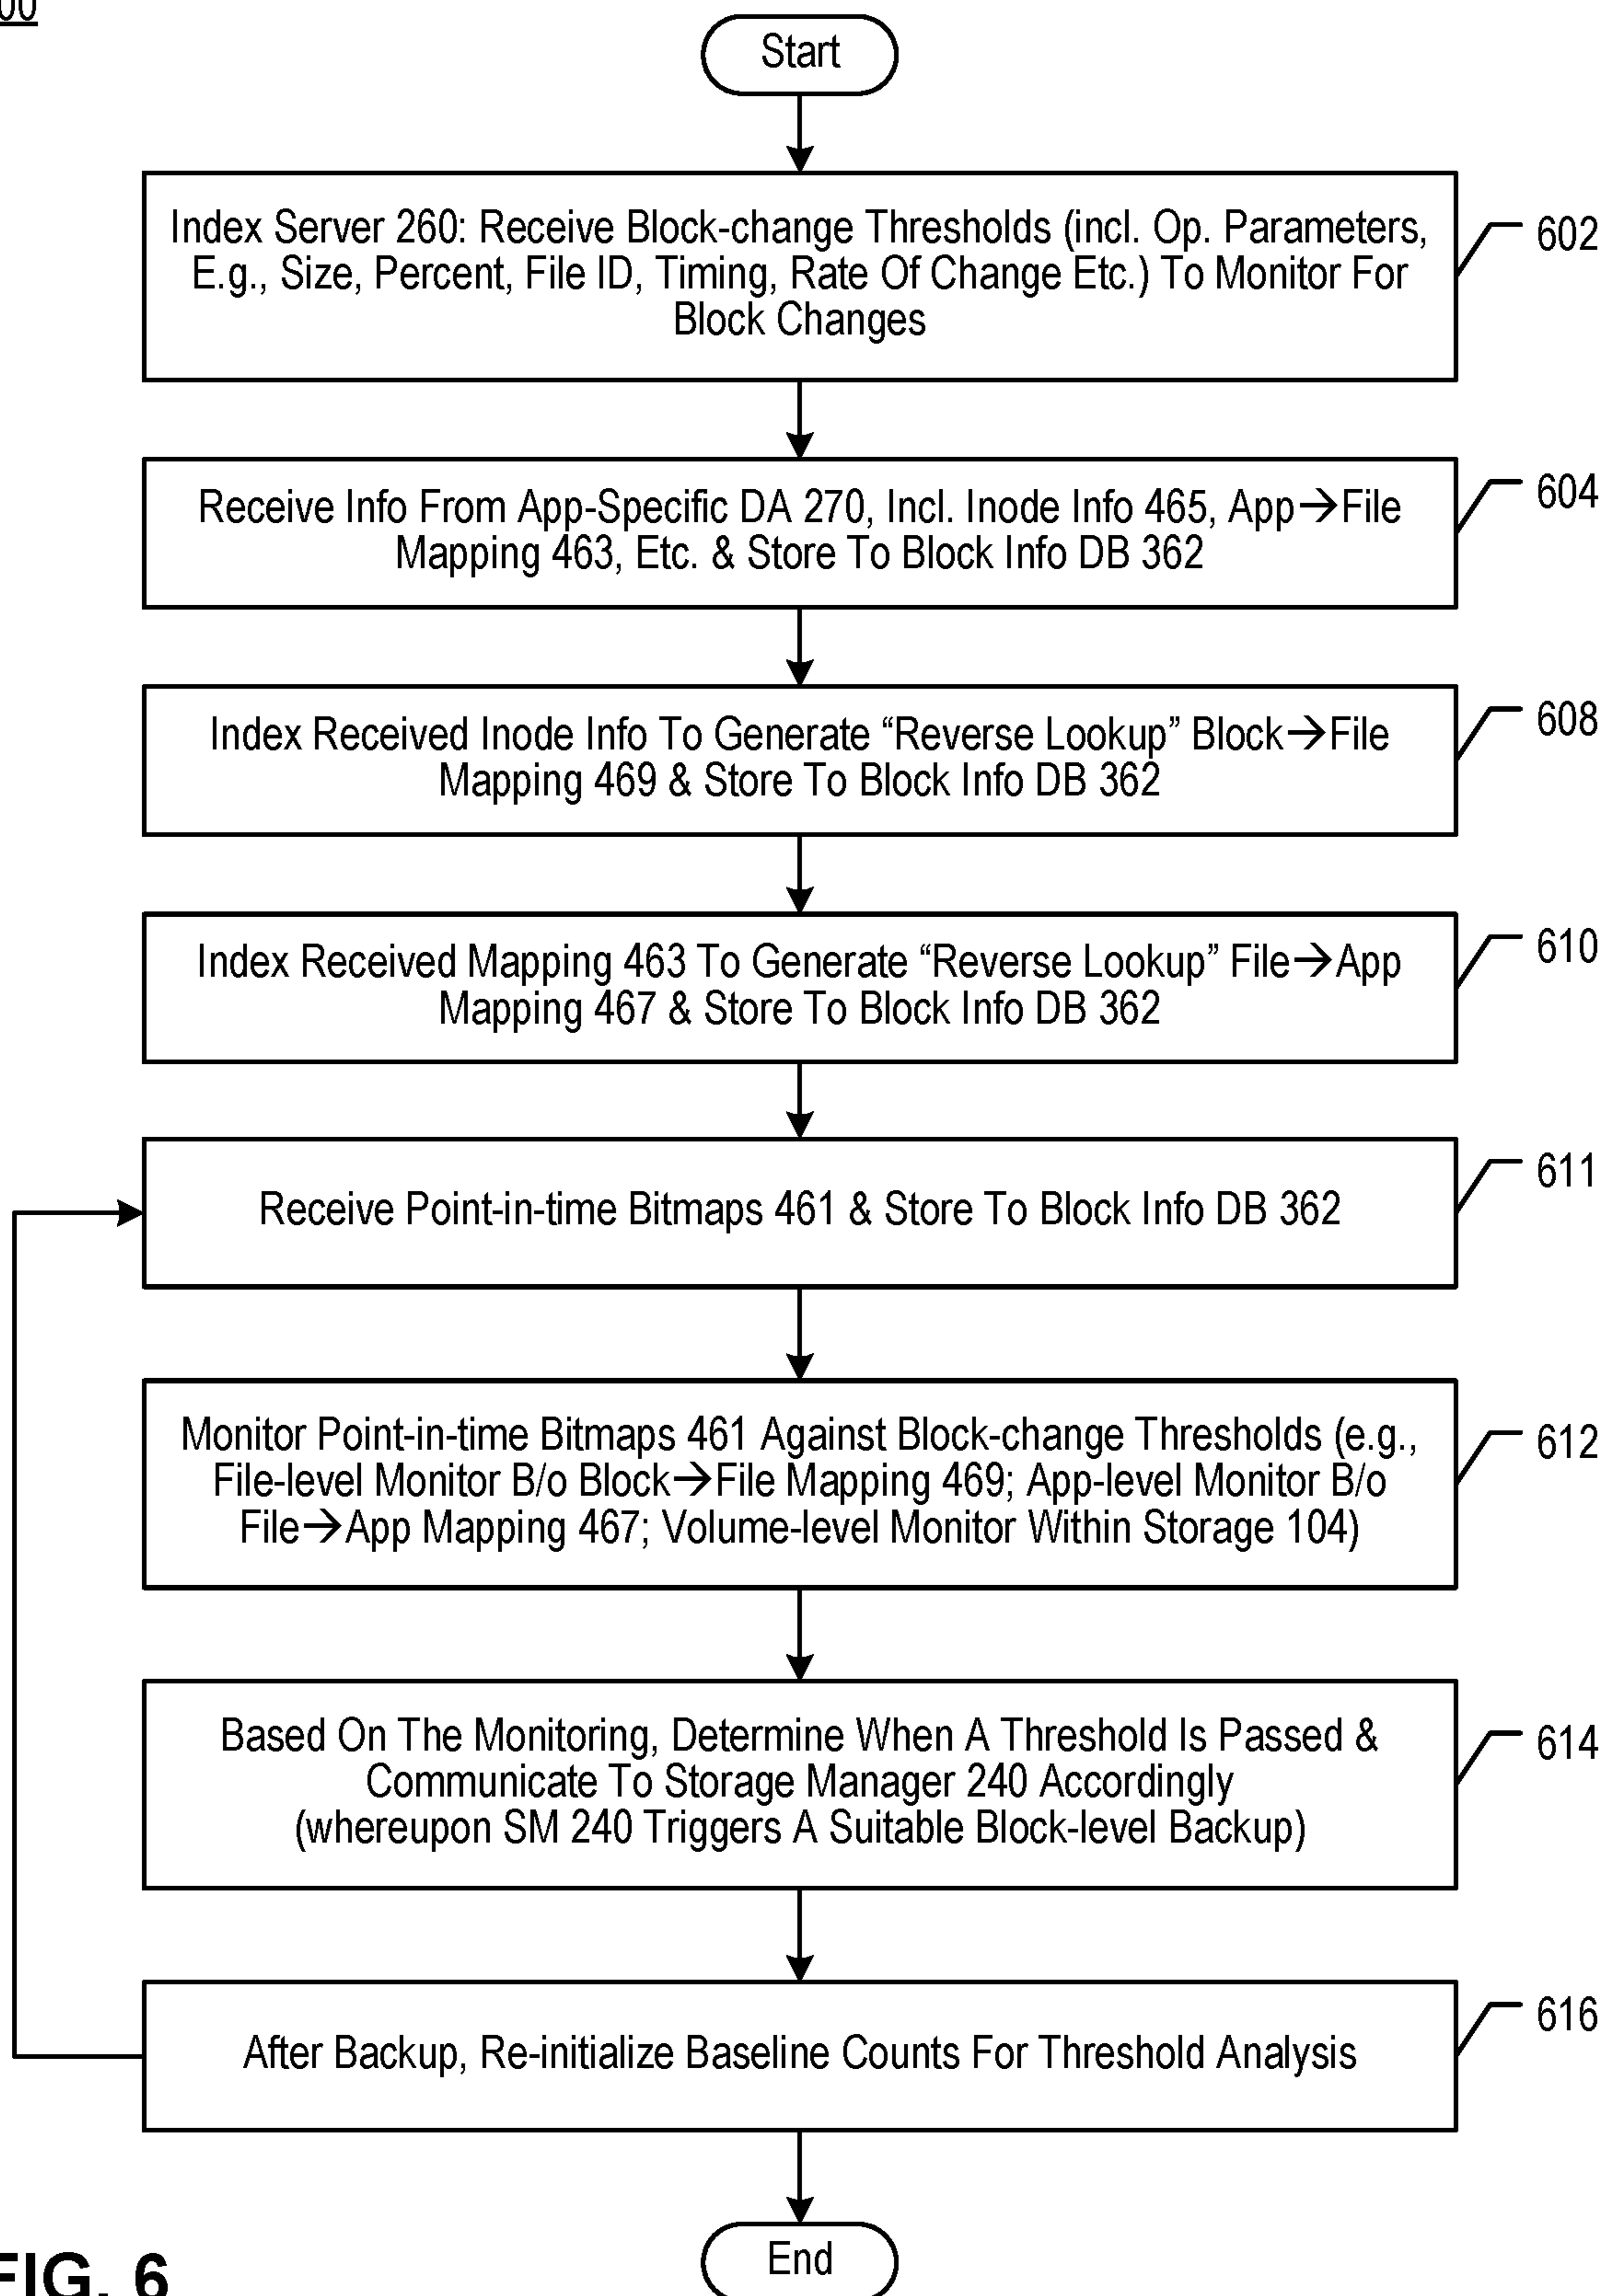 00
Start
Index Server 260: Receive Block-change Thresholds (incl. Op. Parameters,
E.g., Size, Percent, File ID, Timing, Rate Of Change Etc.) To Monitor For
Block Changes
602
Receive Info From App-Specific DA 270, Incl. Inode Info 465, App→File
Mapping 463, Etc. & Store To Block Info DB 362
604
Index Received Inode Info To Generate “Reverse Lookup” Block→File
Mapping 469 & Store To Block Info DB 362
608
Index Received Mapping 463 To Generate “Reverse Lookup” File→App
Mapping 467 & Store To Block Info DB 362
610
Receive Point-in-time Bitmaps 461 & Store To Block Info DB 362
611
Monitor Point-in-time Bitmaps 461 Against Block-change Thresholds (e.g.,
File-level Monitor B/o Block→File Mapping 469; App-level Monitor B/o
File→App Mapping 467; Volume-level Monitor Within Storage 104)
612
Based On The Monitoring, Determine When A Threshold Is Passed &
Communicate To Storage Manager 240 Accordingly
(whereupon SM 240 Triggers A Suitable Block-level Backup)
614
After Backup, Re-initialize Baseline Counts For Threshold Analysis
616
End
FIG. 6